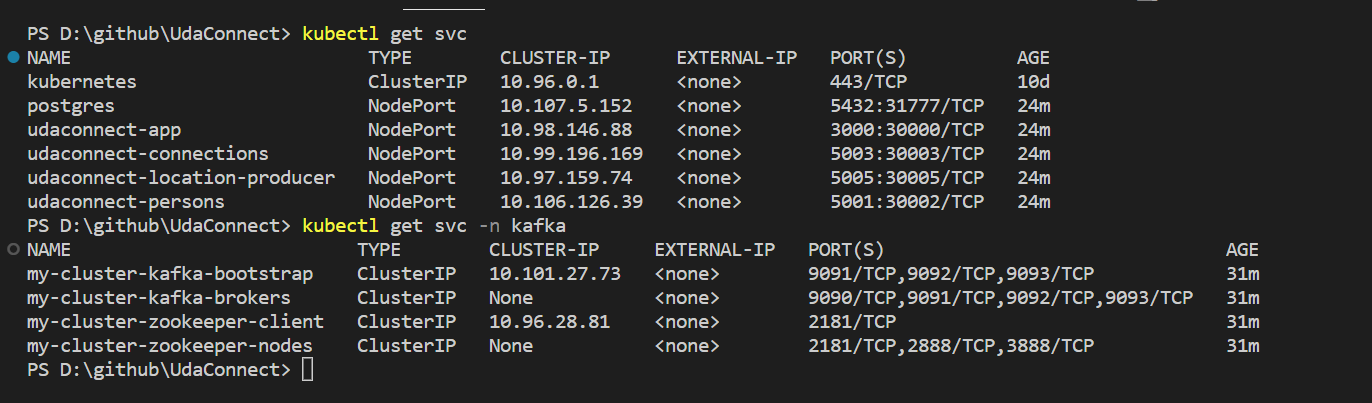 PS D:\github\UdaConnect> kubectl get svc
NAME TYPE CLUSTER-IP EXTERNAL-IP PORT(S) AGE
kubernetes ClusterIP 10.96.0.1 <none> 443/TCP 10d
postgres NodePort 10.107.5.152 <none> 5432:31777/TCP 24m
udaconnect-app NodePort 10.98.146.88 <none> 3000:30000/TCP 24m
udaconnect-connections NodePort 10.99.196.169 <none> 5003:30003/TCP 24m
udaconnect-location-producer NodePort 10.97.159.74 <none> 5005:30005/TCP 24m
udaconnect-persons NodePort 10.106.126.39 <none> 5001:30002/TCP 24m
PS D:\github\UdaConnect> kubectl get svc -n kafka
NAME TYPE CLUSTER-IP EXTERNAL-IP PORT(S) AGE
my-cluster-kafka-bootstrap ClusterIP 10.101.27.73 <none> 9091/TCP,9092/TCP,9093/TCP 31m
my-cluster-kafka-brokers ClusterIP None <none> 9090/TCP,9091/TCP,9092/TCP,9093/TCP 31m
my-cluster-zookeeper-client ClusterIP 10.96.28.81 <none> 2181/TCP 31m
my-cluster-zookeeper-nodes ClusterIP None <none> 2181/TCP,2888/TCP,3888/TCP 31m
PS D:\github\UdaConnect>